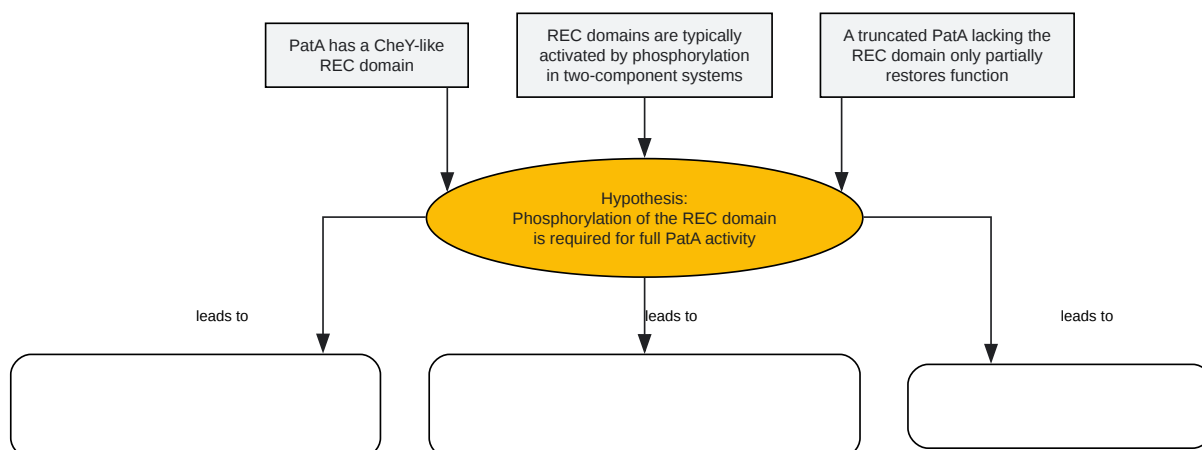 PatA has a CheY-like
REC domain
REC domains are typically
activated by phosphorylation
in two-component systems
A truncated PatA lacking the
REC domain only partially
restores function
Hypothesis:
Phosphorylation of the REC domain
is required for full PatA activity
leads to
leads to
leads to